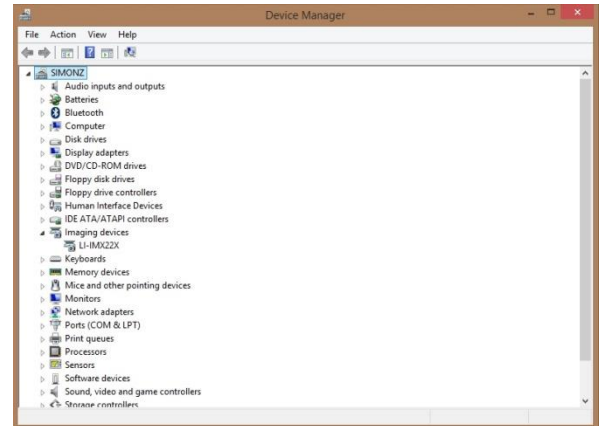 Device Manager
File Action View Help
SIMONZ
Audio inputs and outputs
Batteries
Bluetooth
Computer
Disk drives
Display adapters
DVD/CD-ROM drives
Floppy disk drives
Floppy drive controllers
Human Interface Devices
IDE ATA/ATAPI controllers
Imaging devices
LI-IMX22X
Keyboards
Memory devices
Mice and other pointing devices
Monitors
Network adapters
Ports (COM & LPT)
Print queues
Processors
Sensors
Software devices
Sound, video and game controllers
Storage controllers